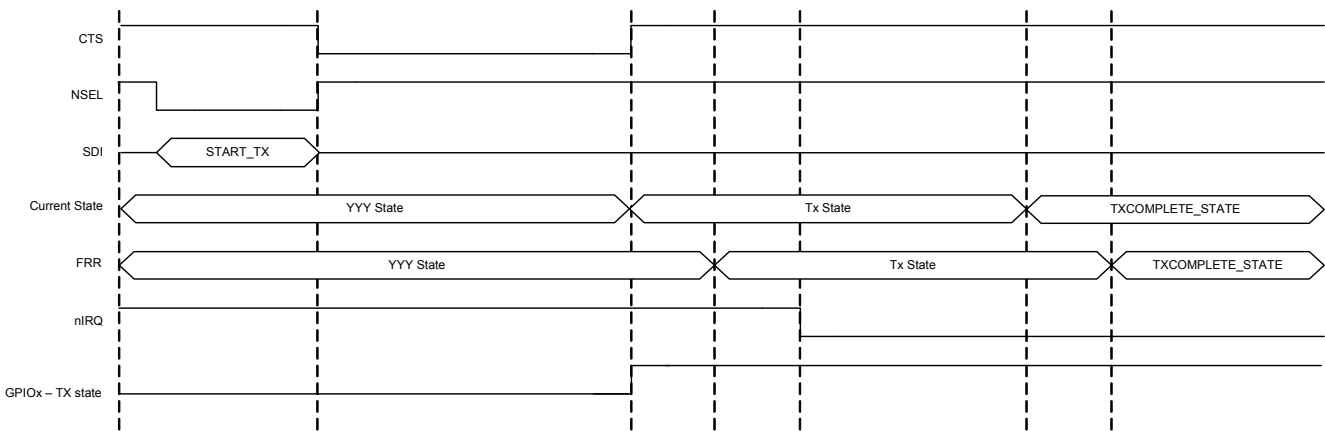 CTS
NSEL
SDI START_TX
Current State YYY State Tx State TXCOMPLETE_STATE
FRR YYY State Tx State TXCOMPLETE_STATE
nIRQ
GPIOx – TX state